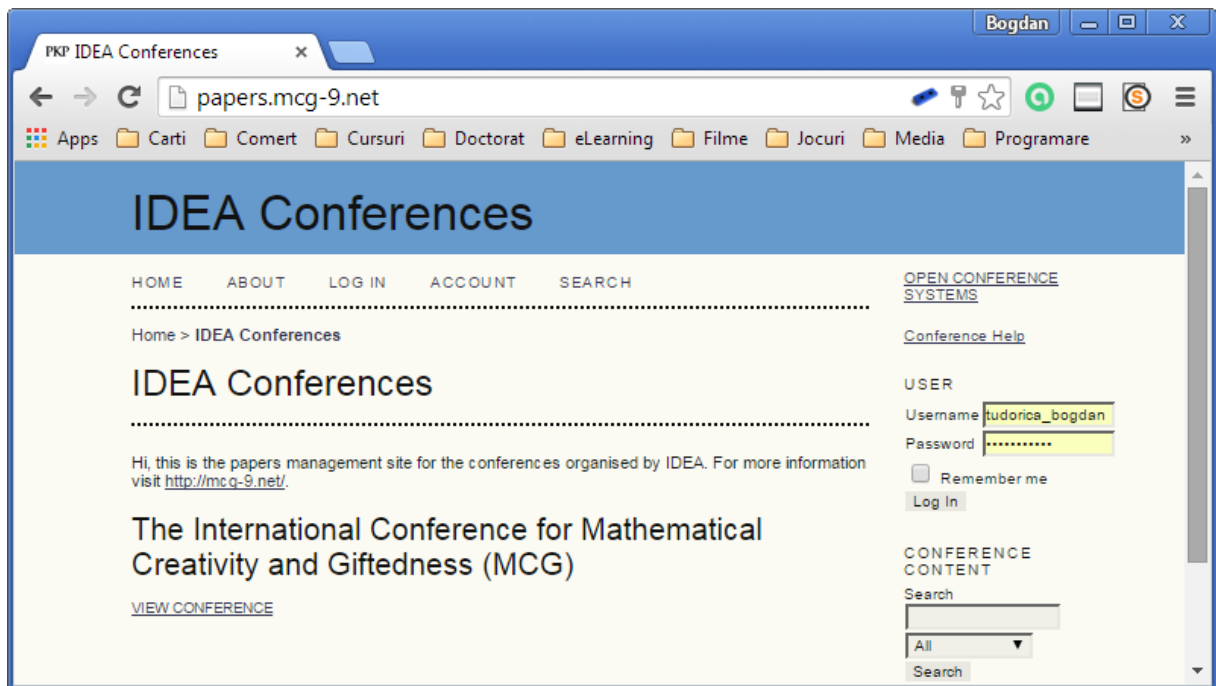 Bogdan
PKP IDEA Conferences
papers.mcg-9.net
Apps Carti Comert Cursuri Doctorat eLearning Filme Jocuri Media Programare »
IDEA Conferences
HOME ABOUT LOG IN ACCOUNT SEARCH
Home > IDEA Conferences
IDEA Conferences
Hi, this is the papers management site for the conferences organised by IDEA. For more information
visit http://mcg-9.net/.
The International Conference for Mathematical
Creativity and Giftedness (MCG)
VIEW CONFERENCE
OPEN CONFERENCE
SYSTEMS
Conference Help
USER
Username tudorica_bogdan
Password •••••••••••
Remember me
Log In
CONFERENCE
CONTENT
Search
All
Search